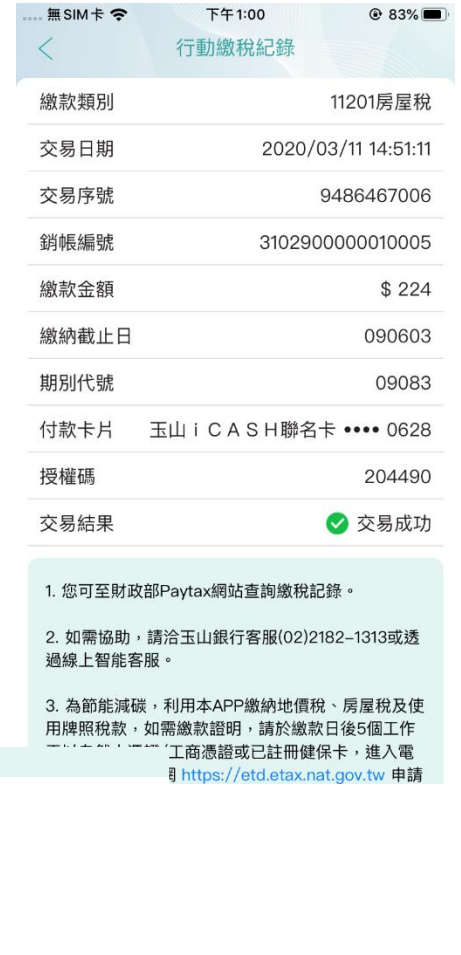 無SIM卡 下午1:00 83%
行動繳稅紀錄
繳款類別 11201房屋稅
交易日期 2020/03/11 14:51:11
交易序號 9486467006
銷帳編號 3102900000010005
繳款金額 $ 224
繳納截止日 090603
期別代號 09083
付款卡片 玉山ｉＣＡＳＨ聯名卡 •••• 0628
授權碼 204490
交易結果 交易成功
1. 您可至財政部Paytax網站查詢繳稅記錄。
2. 如需協助，請洽玉山銀行客服(02)2182–1313或透
過線上智能客服。
3. 為節能減碳，利用本APP繳納地價稅、房屋稅及使
用牌照稅款，如需繳款證明，請於繳款日後5個工作
工商憑證或已註冊健保卡，進入電
https://etd.etax.nat.gov.tw 申請